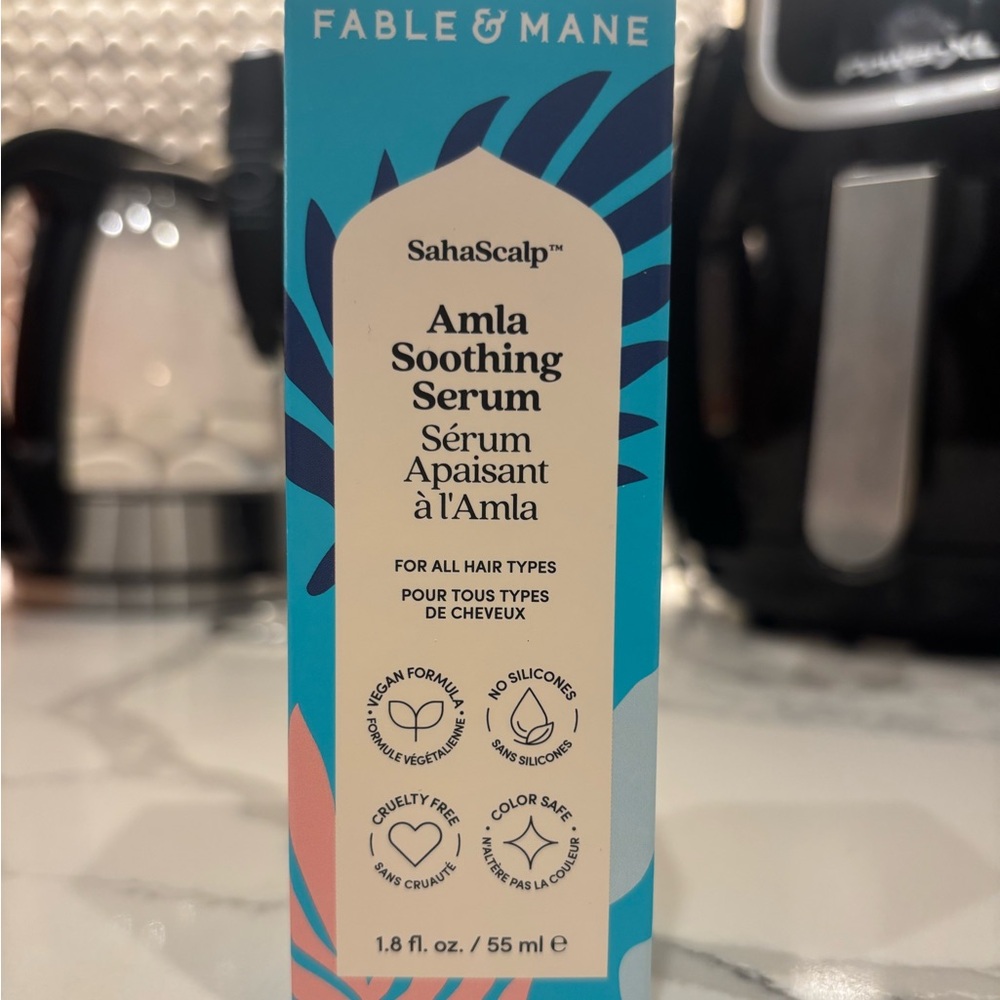 FABLE & MANE
SahaScalp™
Amla
Soothing
Serum
Sérum
Apaisant
à l'Amla
FOR ALL HAIR TYPES
POUR TOUS TYPES
DE CHEVEUX
VEGAN FORMULA
• FORMULE VÉGÉTALIENNE •
NO SILICONES
SANS SILICONES
CRUELTY FREE
SANS CRUAUTÉ
COLOR SAFE
• N'ALTÈRE PAS LA COULEUR •
1.8 fl. oz. / 55 ml ℮
POWERXL